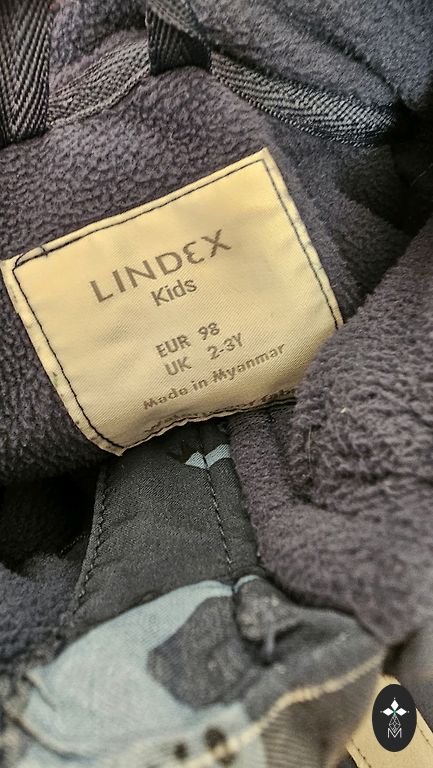 LINDEX
Kids
EUR 98
UK 2-3Y
Made in Myanmar
M